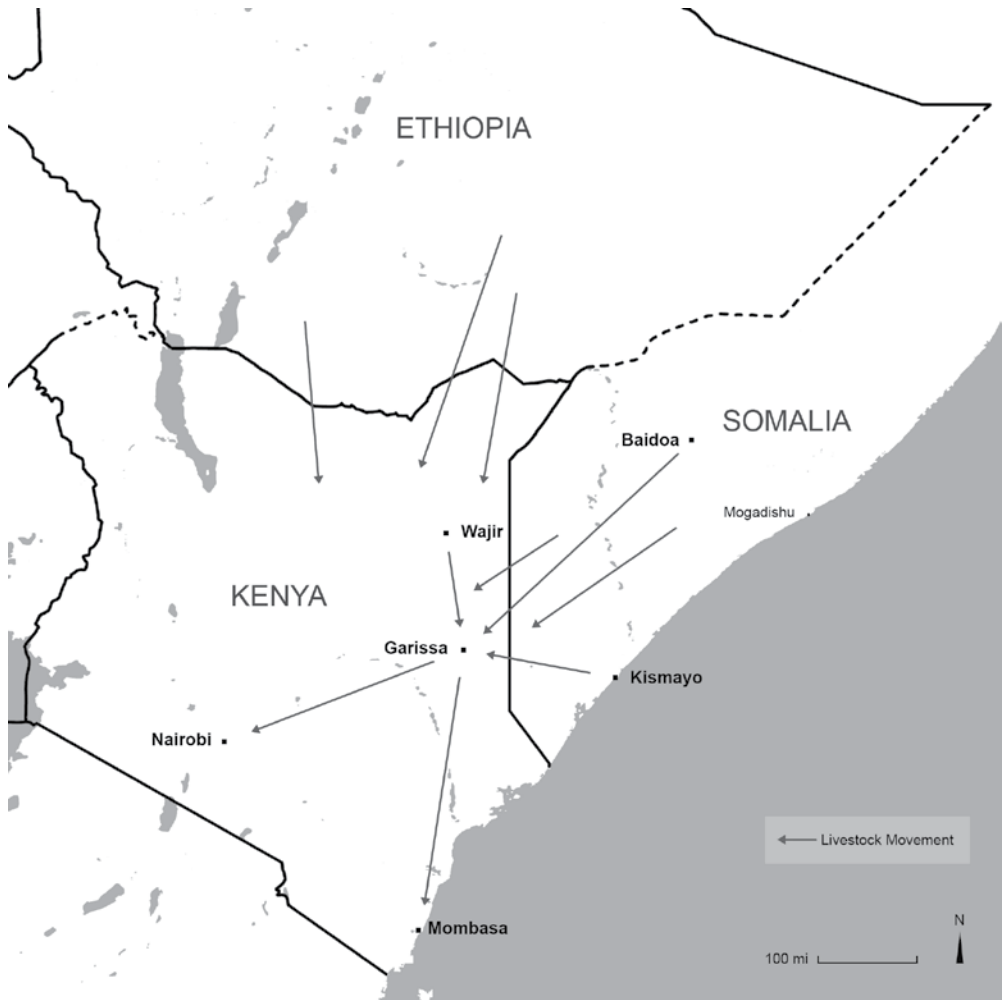 ETHIOPIA
SOMALIA
Baidoa
Mogadishu
Wajir
KENYA
Garissa
Kismayo
Nairobi
Livestock Movement
N
Mombasa
100 mi